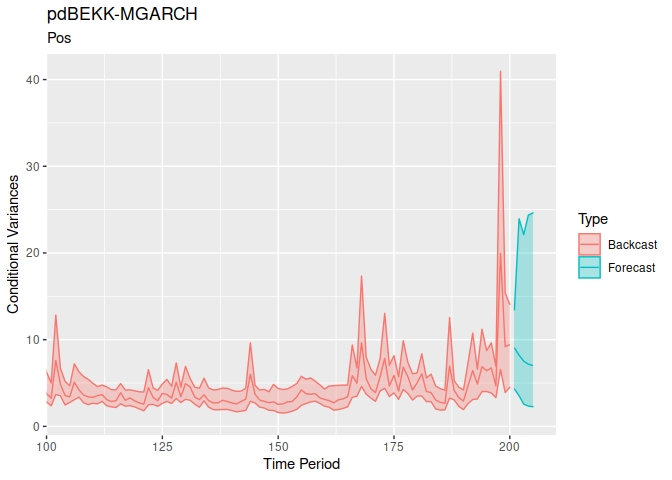 pdBEKK-MGARCH
Pos
40
30
20
10
0
Conditional Variances
100 125 150 175 200
Time Period
Type
Backcast
Forecast